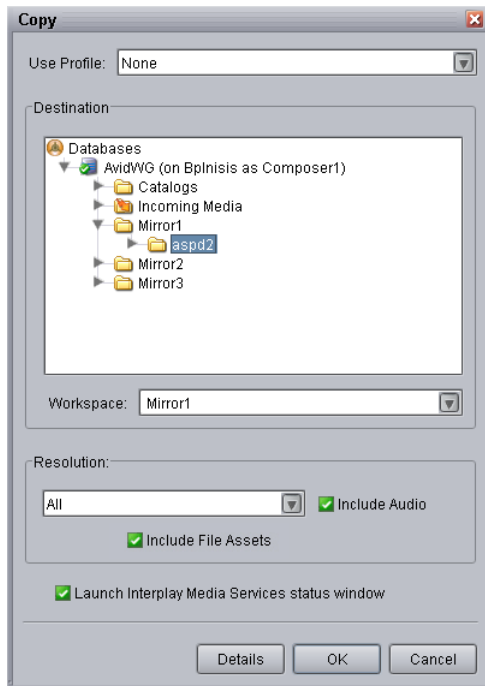 Copy
Use Profile: None
Destination
Databases
AvidWG (on BpInisis as Composer1)
Catalogs
Incoming Media
Mirror1
aspd2
Mirror2
Mirror3
Workspace: Mirror1
Resolution:
All Include Audio
Include File Assets
Launch Interplay Media Services status window
Details OK Cancel